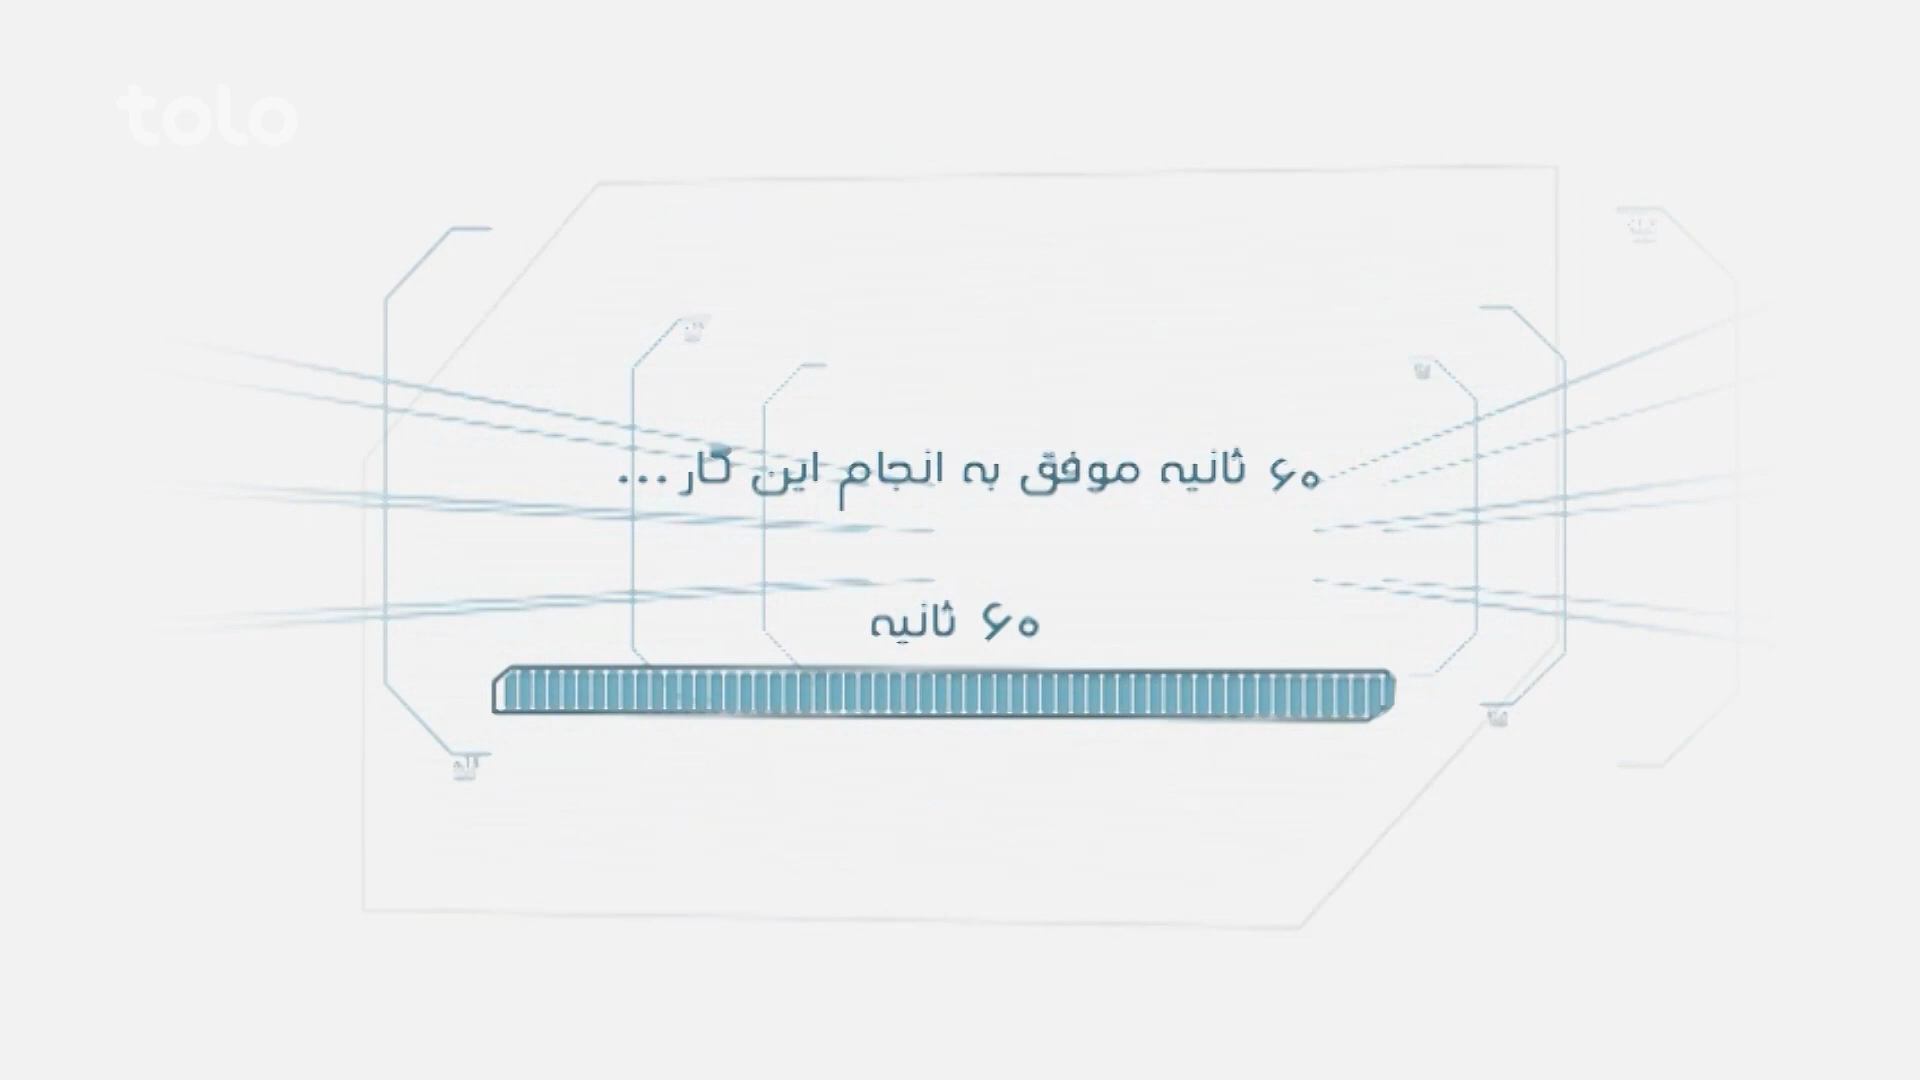 tolo
۶۰ ثانیه موفق به انجام این کار ...
۶۰ ثانیه